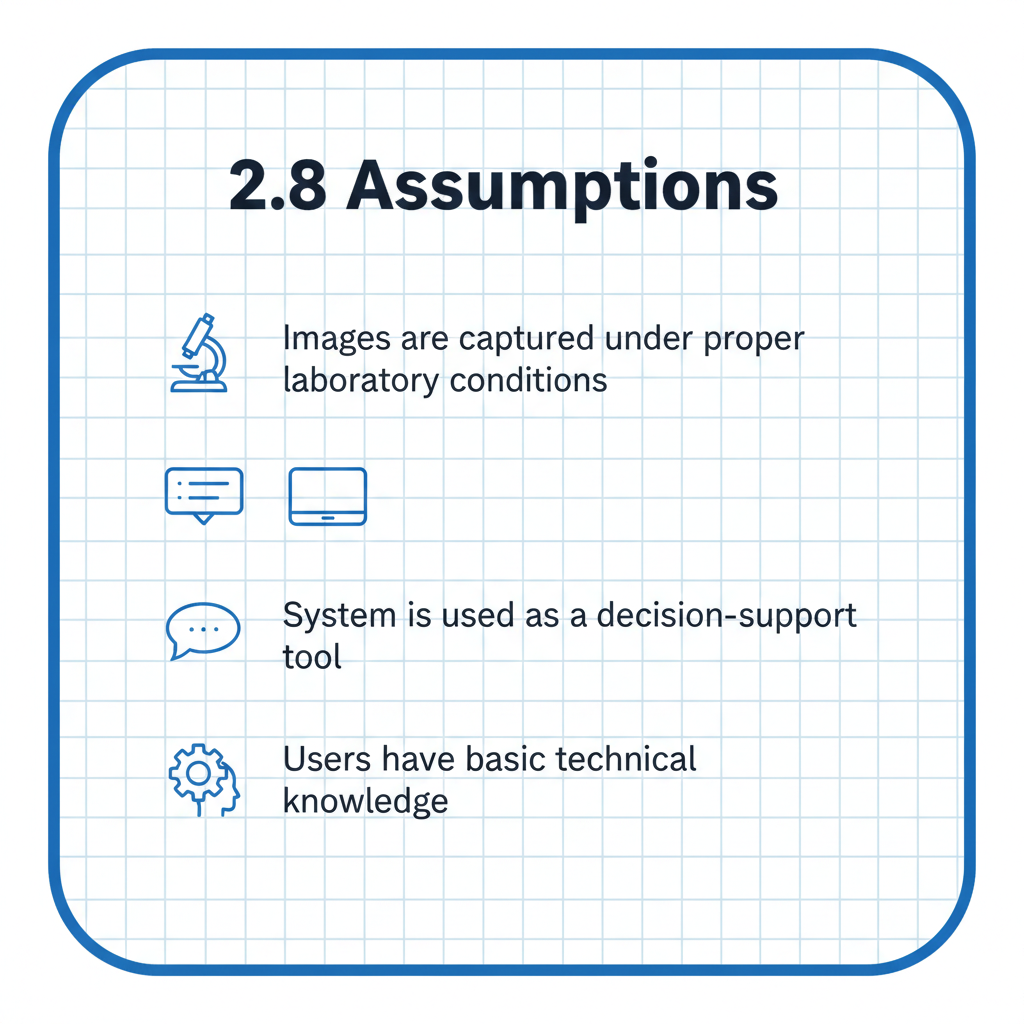 2.8 Assumptions
Images are captured under proper
laboratory conditions
System is used as a decision-support
tool
Users have basic technical
knowledge